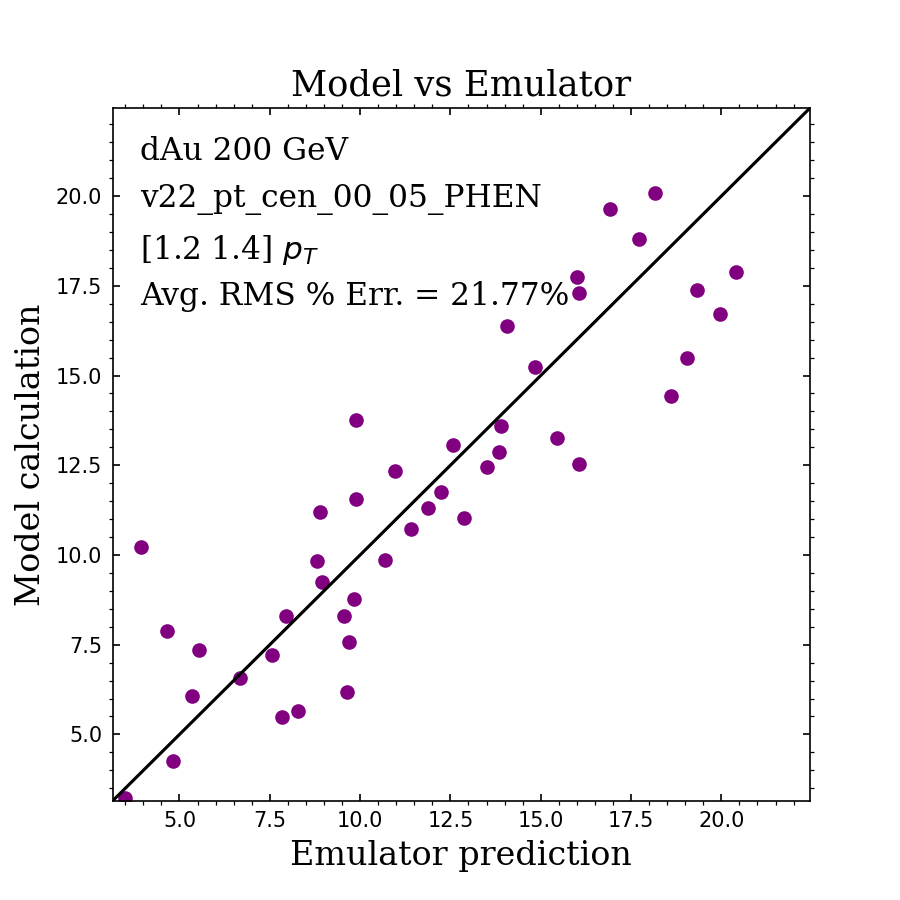 Model vs Emulator
dAu 200 GeV
v22_pt_cen_00_05_PHEN
[1.2 1.4] p_T
Avg. RMS % Err. = 21.77%
Model calculation
20.0
17.5
15.0
12.5
10.0
7.5
5.0
5.0 7.5 10.0 12.5 15.0 17.5 20.0
Emulator prediction